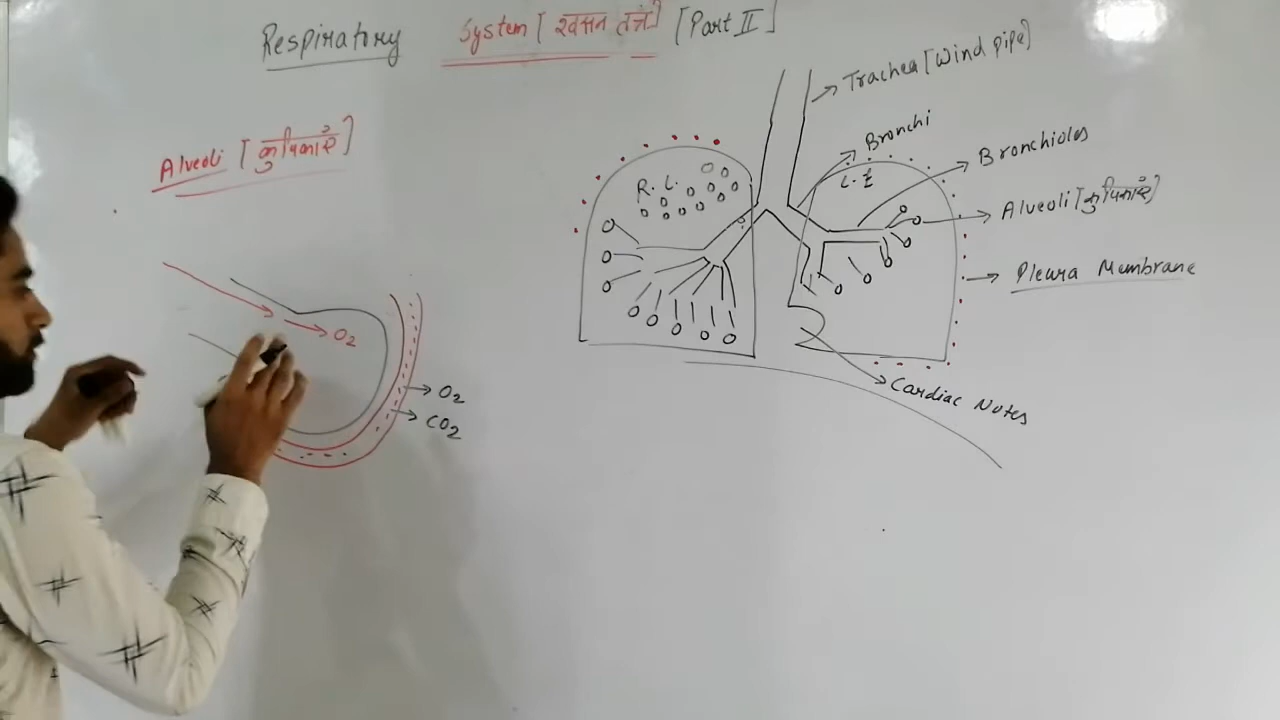 Respiratory System [श्वसन तंत्र] [Part II]
Trachea [Wind pipe]
Bronchi
Bronchioles
Alveoli [कुपिकाएं]
Pleura Membrane
Cardiac Notes
R. L.
L. L
Alveoli [कुपिकाएं]
O2
O2
CO2